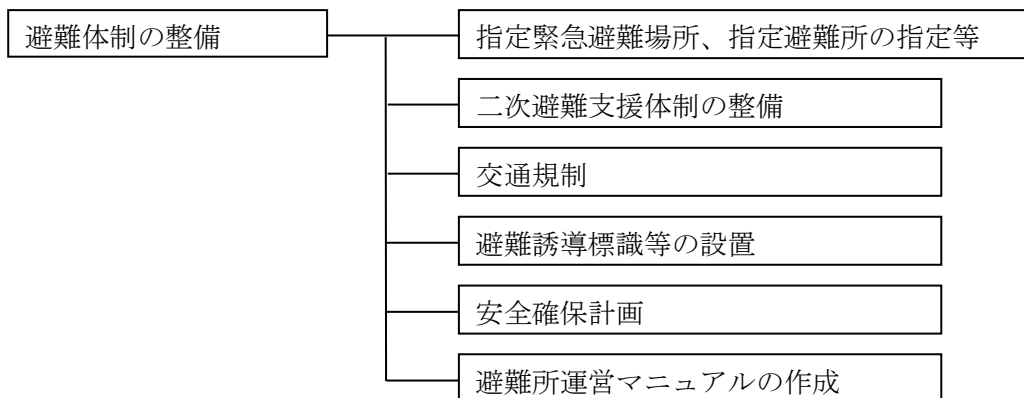 避難体制の整備
指定緊急避難場所、指定避難所の指定等
二次避難支援体制の整備
交通規制
避難誘導標識等の設置
安全確保計画
避難所運営マニュアルの作成